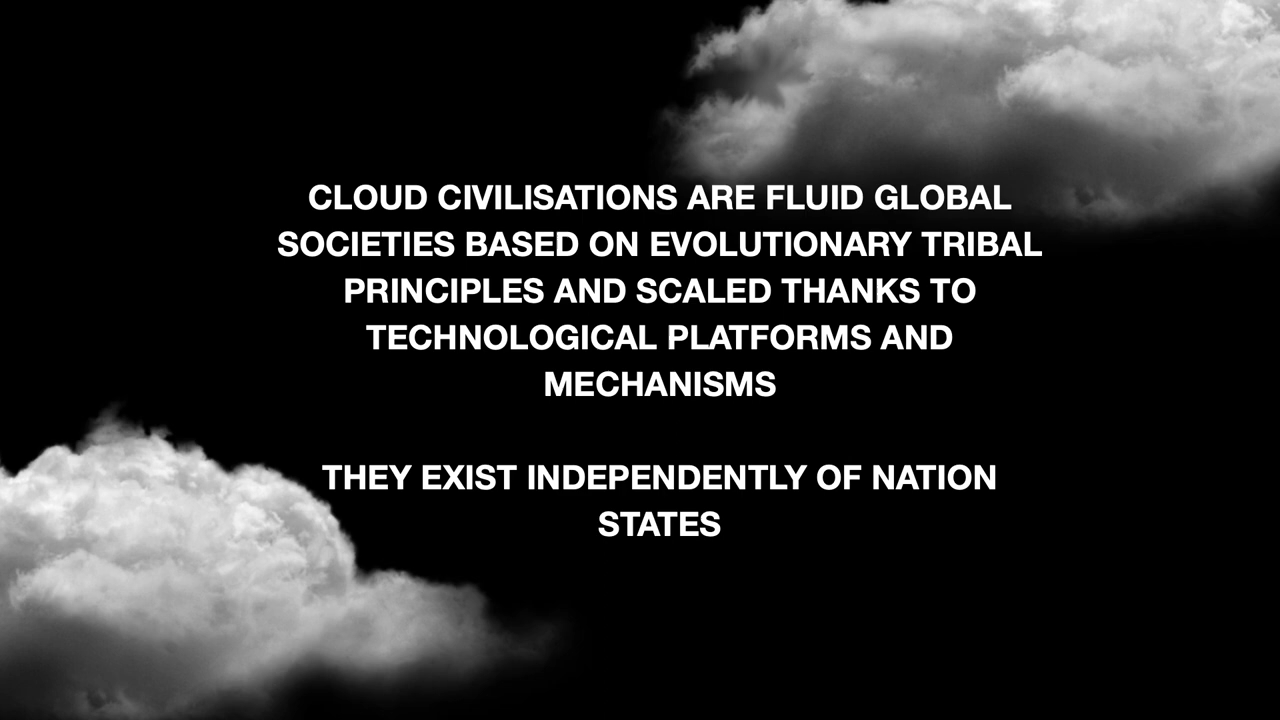 CLOUD CIVILISATIONS ARE FLUID GLOBAL
SOCIETIES BASED ON EVOLUTIONARY TRIBAL
PRINCIPLES AND SCALED THANKS TO
TECHNOLOGICAL PLATFORMS AND
MECHANISMS
THEY EXIST INDEPENDENTLY OF NATION
STATES